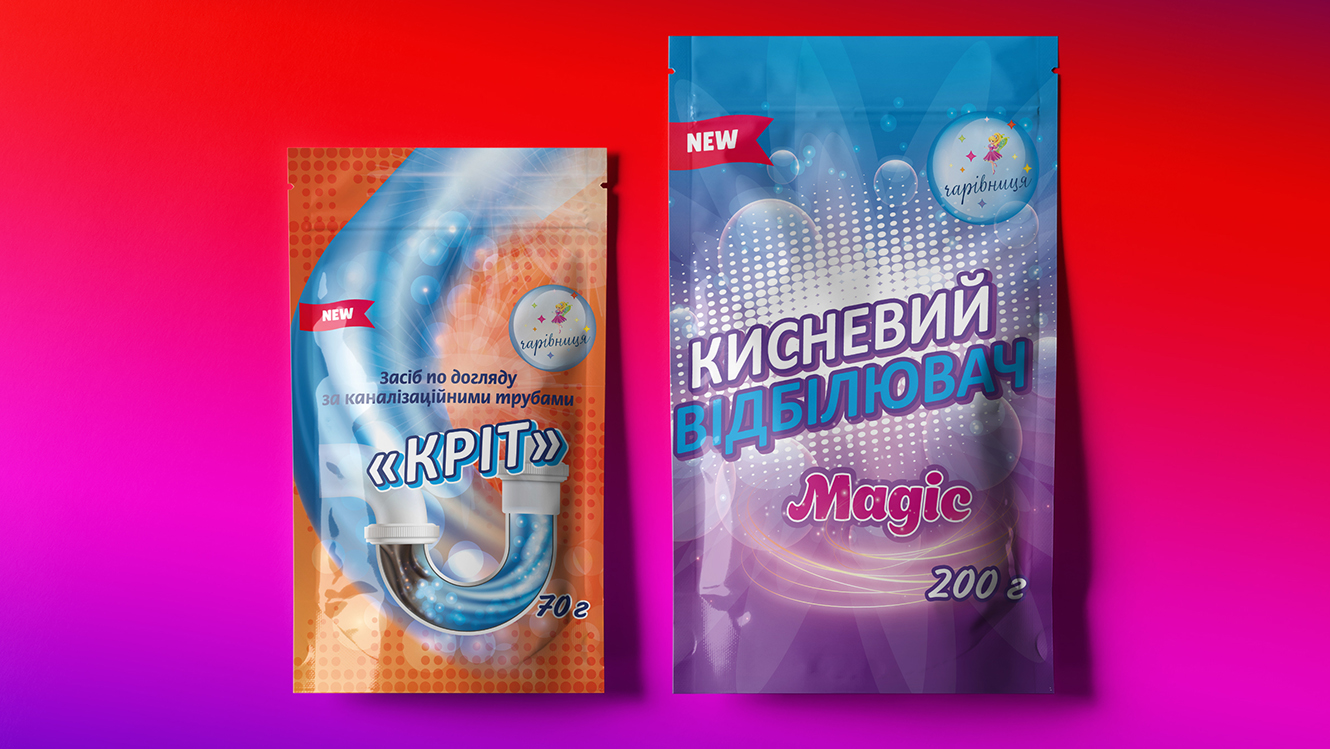 NEW
чарівниця
Засіб по догляду
за каналізаційними трубами
«КРІТ»
70 г
NEW
чарівниця
КИСНЕВИЙ
ВІДБІЛЮВАЧ
Magic
200 г